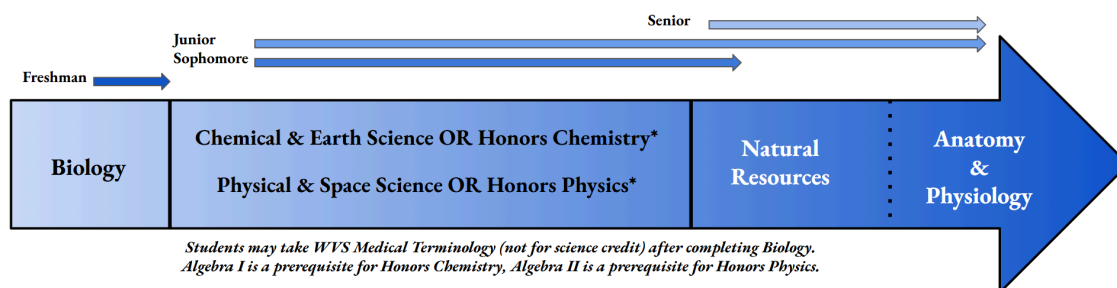 Senior
Junior
Sophomore
Freshman
Biology
Chemical & Earth Science OR Honors Chemistry*
Physical & Space Science OR Honors Physics*
Natural
Resources
Anatomy
&
Physiology
Students may take WVS Medical Terminology (not for science credit) after completing Biology.
Algebra I is a prerequisite for Honors Chemistry, Algebra II is a prerequisite for Honors Physics.